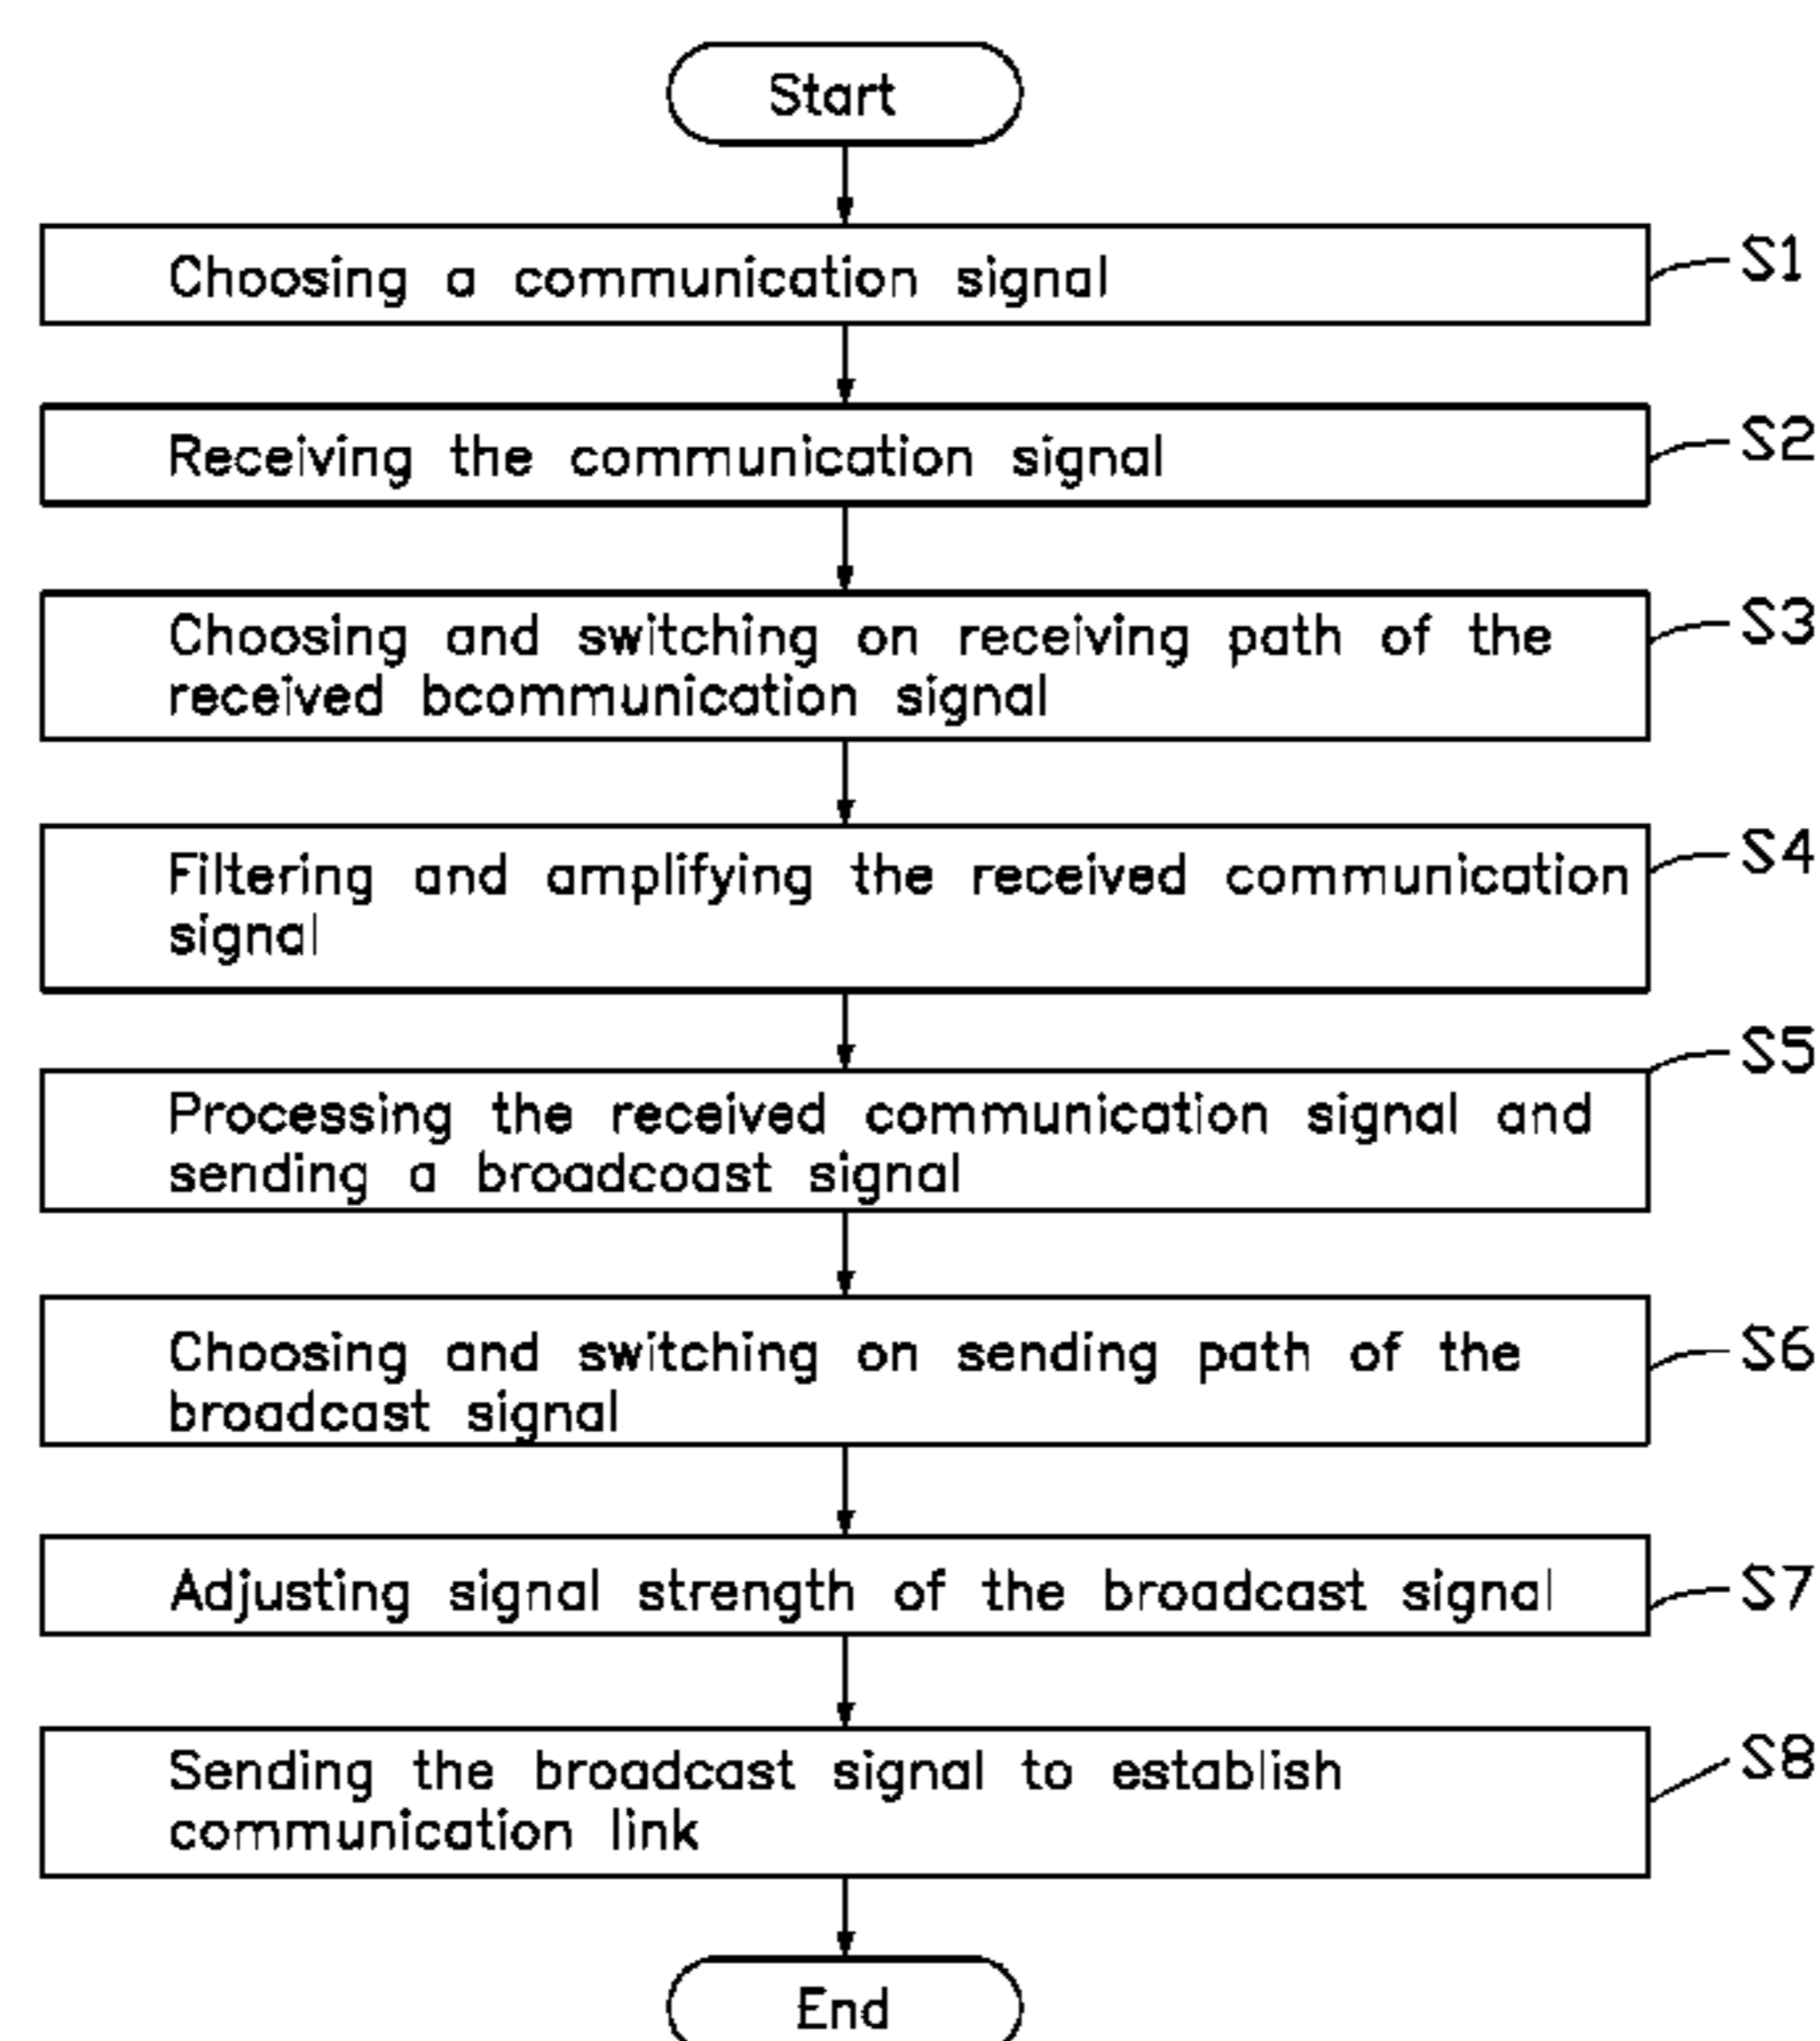 Start
Choosing a communication signal
S1
Receiving the communication signal
S2
Choosing and switching on receiving path of the
received bcommunication signal
S3
Filtering and amplifying the received communication
signal
S4
Processing the received communication signal and
sending a broadcoast signal
S5
Choosing and switching on sending path of the
broadcast signal
S6
Adjusting signal strength of the broadcast signal
S7
Sending the broadcast signal to establish
communication link
S8
End